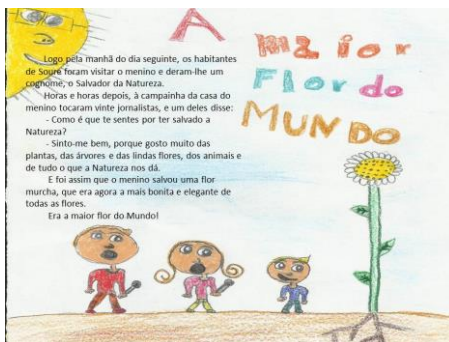 A
maior
Flor do
MUNDO
Logo pela manhã do dia seguinte, os habitantes
de Soure foram visitar o menino e deram-lhe um
cognome, o Salvador da Natureza.
Horas e horas depois, à campainha da casa do
menino tocaram vinte jornalistas, e um deles disse:
- Como é que te sentes por ter salvado a
Natureza?
- Sinto-me bem, porque gosto muito das
plantas, das árvores e das lindas flores, dos animais e
de tudo o que a Natureza nos dá.
E foi assim que o menino salvou uma flor
murcha, que era agora a mais bonita e elegante de
todas as flores.
Era a maior flor do Mundo!